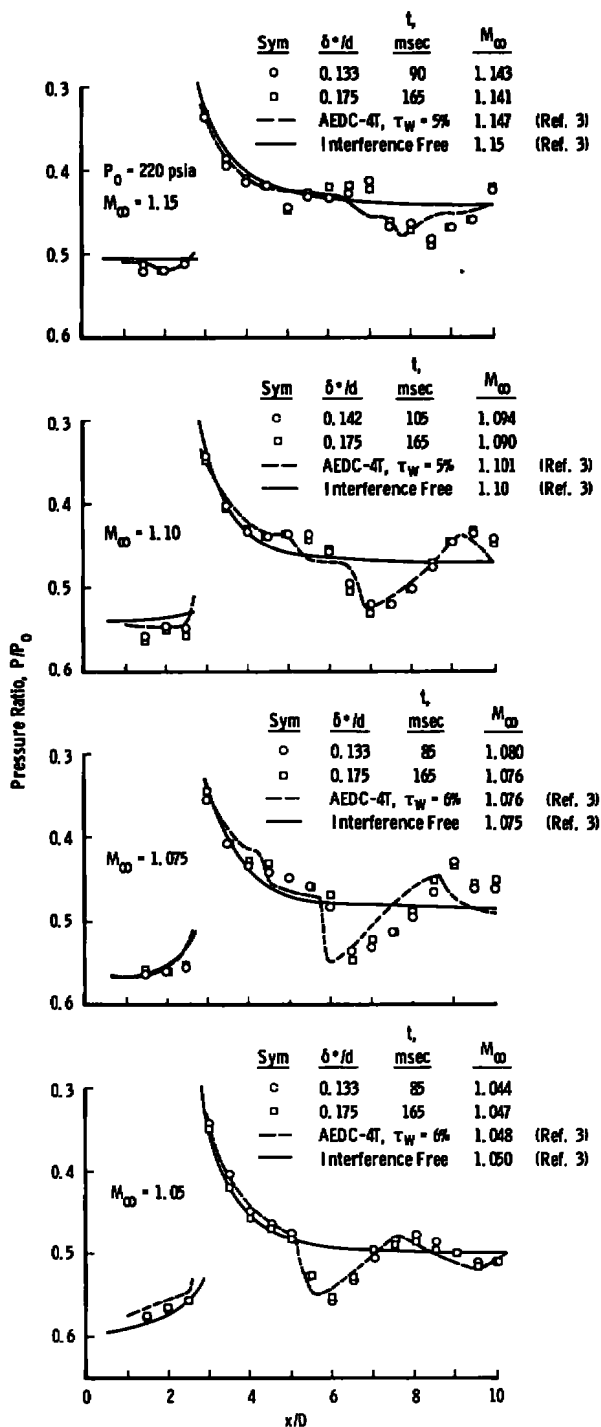 t,
Sym δ*/d msec M∞
○ 0.133 90 1.143
□ 0.175 165 1.141
AEDC-4T, τw = 5% 1.147 (Ref. 3)
Interference Free 1.15 (Ref. 3)
P0 = 220 psia
M∞ = 1.15
0.3
0.4
0.5
0.6
t,
Sym δ*/d msec M∞
○ 0.142 105 1.094
□ 0.175 165 1.090
AEDC-4T, τw = 5% 1.101 (Ref. 3)
Interference Free 1.10 (Ref. 3)
M∞ = 1.10
0.3
0.4
0.5
0.6
Pressure Ratio, P/P0
t,
Sym δ*/d msec M∞
○ 0.133 85 1.080
□ 0.175 165 1.076
AEDC-4T, τw = 6% 1.076 (Ref. 3)
Interference Free 1.075 (Ref. 3)
M∞ = 1.075
0.3
0.4
0.5
0.6
t,
Sym δ*/d msec M∞
○ 0.133 85 1.044
□ 0.175 165 1.047
AEDC-4T, τw = 6% 1.048 (Ref. 3)
Interference Free 1.050 (Ref. 3)
M∞ = 1.05
0.3
0.4
0.5
0.6
0 2 4 6 8 10
x/D